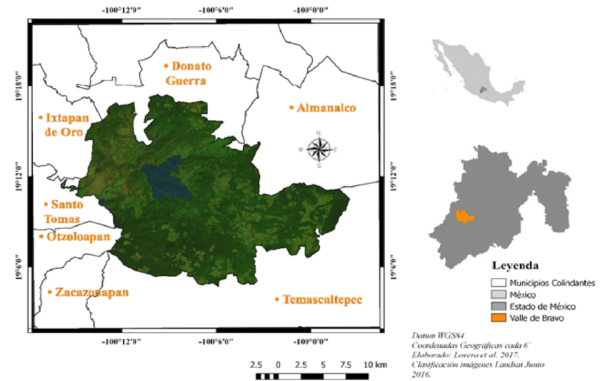 -100°12'0"
-100°6'0"
-100°0'0"
Donato
Guerra
19°18'0"
19°18'0"
Almanalco
Ixtapan
de Oro
N
W
E
S
19°12'0"
19°12'0"
Santo
Tomas
Otzoloapan
19°6'0"
19°6'0"
Zacazonapan
Temascaltepec
-100°12'0"
-100°6'0"
-100°0'0"
2.5 0 2.5 5 7.5 10 km
Leyenda
Municipios Colindantes
México
Estado de México
Valle de Bravo
Datum WGS84
Coordenadas Geográficas cada 6'
Elaborado: Lovera et al. 2017.
Clasificación imágenes Landsat Junio
2016.